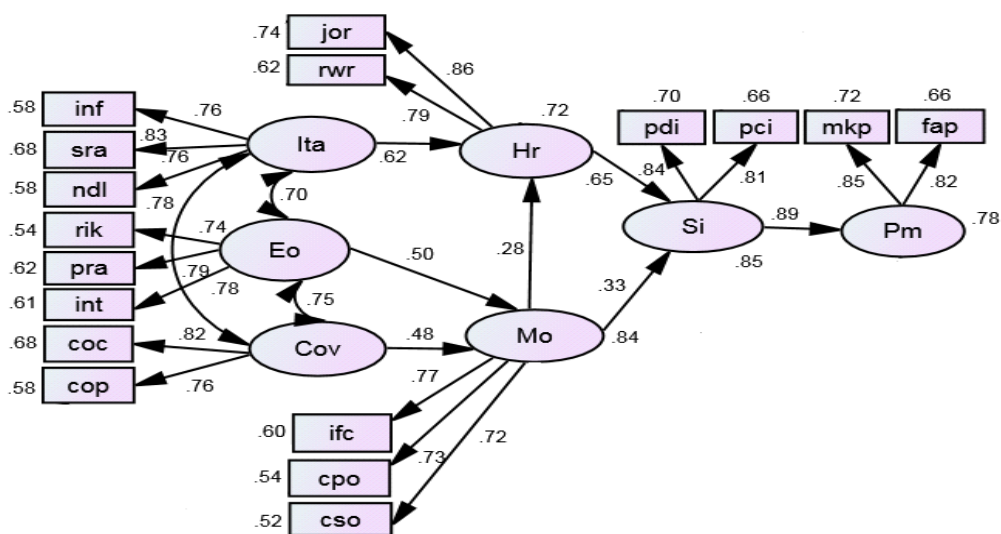 .74 jor
.62 rwr
.86
.79
.72
Hr
.58 inf
.68 sra
.58 ndl
.76
.83
.76
Ita
.62
.78
.70
.54 rik
.62 pra
.61 int
.74
.79
.78
Eo
.50
.75
.68 coc
.58 cop
.82
.76
Cov
.48
.28
Mo
.84
.33
.77
.73
.72
.60 ifc
.54 cpo
.52 cso
.65
.70
pdi
.66
pci
.84
.81
Si
.85
.89
.72
mkp
.66
fap
.85
.82
Pm
.78